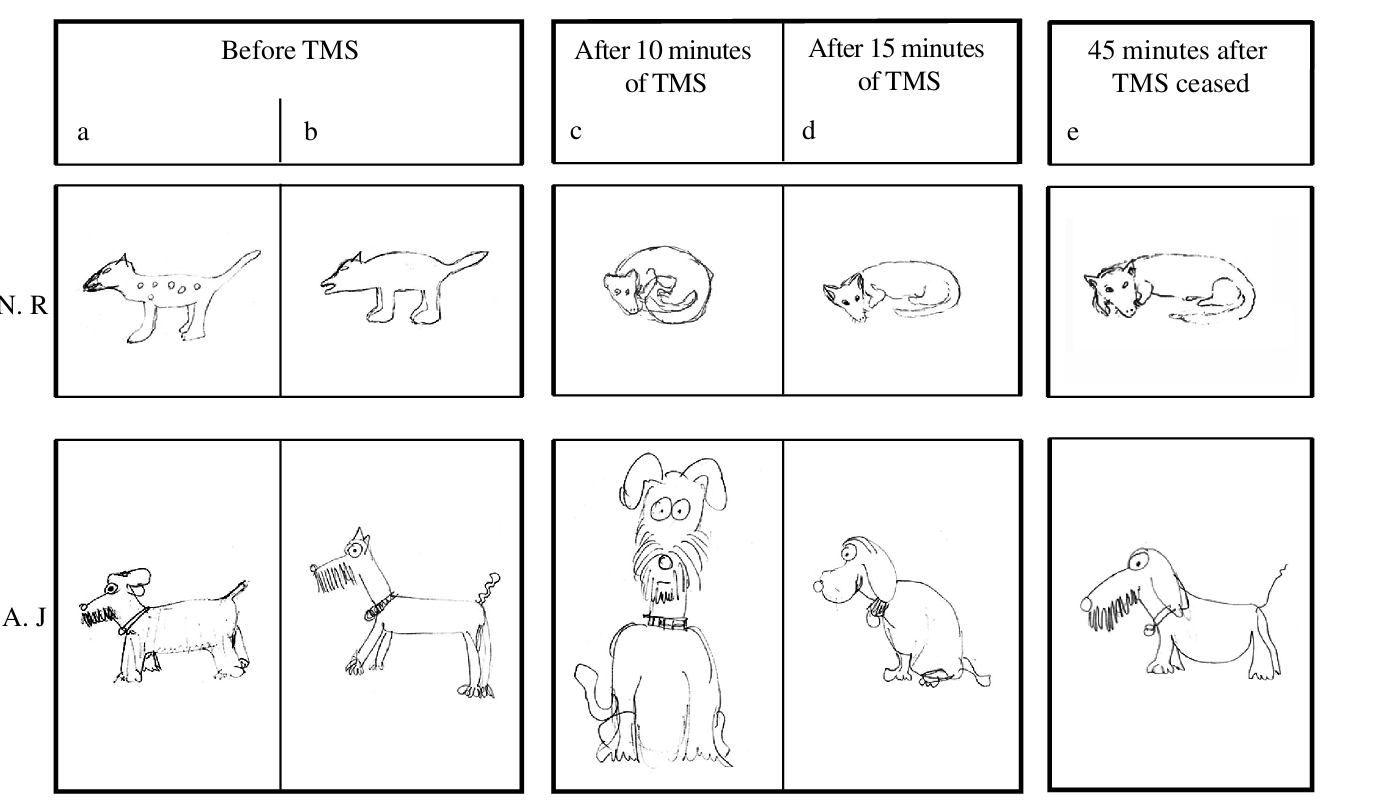 Before TMS
a
b
After 10 minutes
of TMS
c
After 15 minutes
of TMS
d
45 minutes after
TMS ceased
e
N. R
A. J